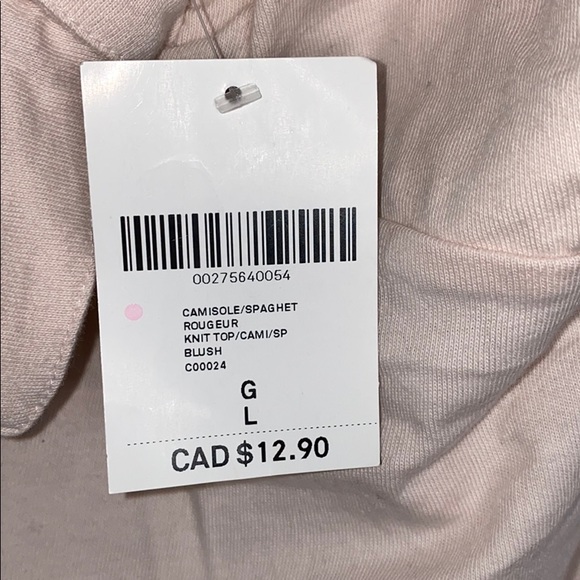 00275640054
CAMISOLE/SPAGHET
ROUGEUR
KNIT TOP/CAMI/SP
BLUSH
C00024
G
L
CAD $12.90